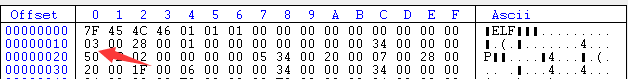 Offset 0 1 2 3 4 5 6 7 8 9 A B C D E F Ascii
00000000 7F 45 4C 46 01 01 01 00 00 00 00 00 00 00 00 00 ELF
00000010 03 00 28 00 01 00 00 00 00 00 00 00 34 00 00 00 .(. ... 4...
00000020 50 02 00 00 00 05 34 00 20 00 07 00 28 00 P 4. . .(.
00000030 20 00 1F 00 06 00 00 00 34 00 00 00 34 00 00 00